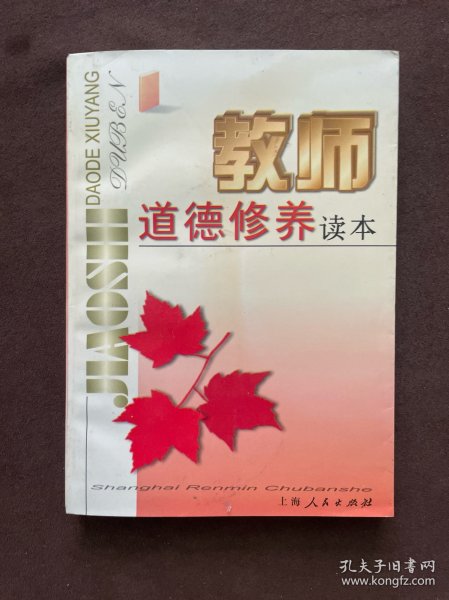 教师
道德修养读本
JIAOSHI
DAODE XIUYANG
DUBEN
Shanghai Renmin Chubanshe
上海人民出版社
孔夫子旧书网
www.kongfz.com